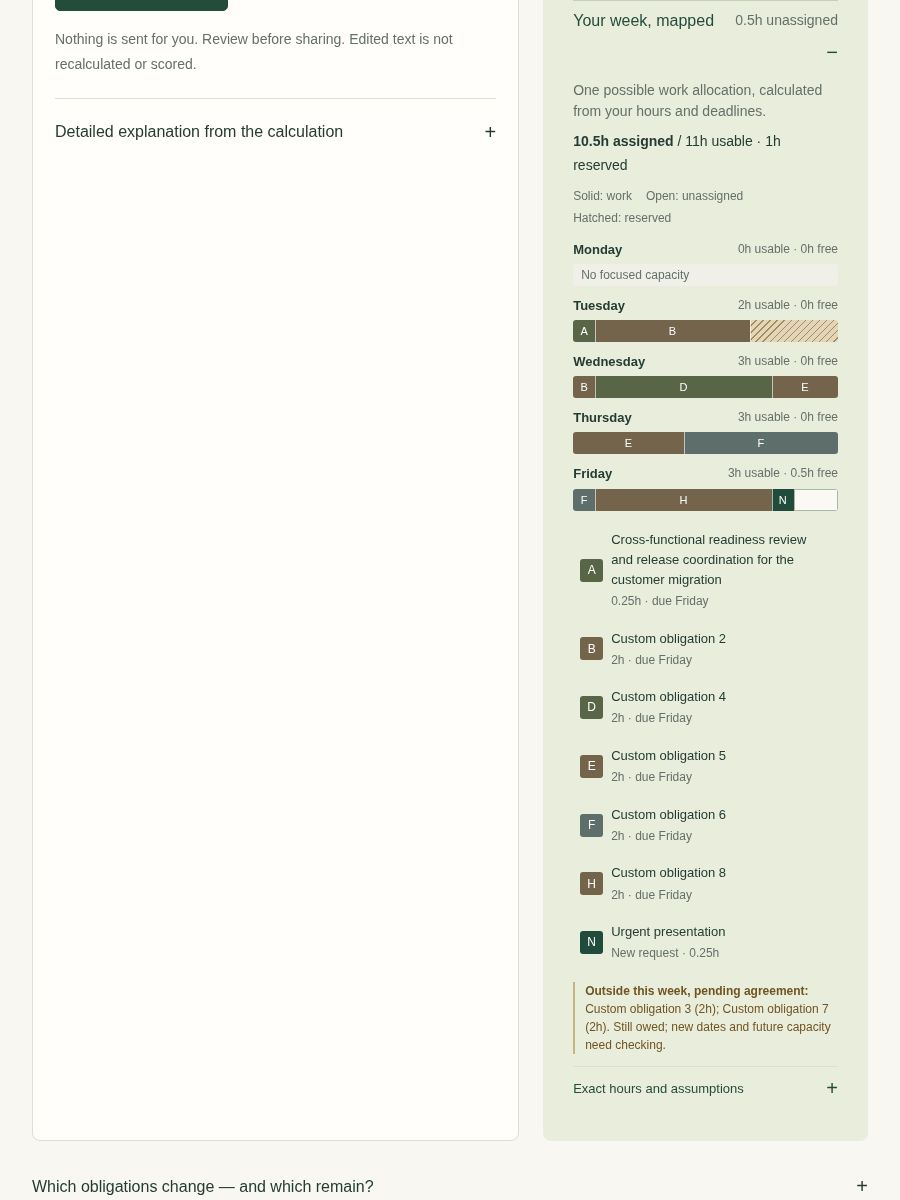 Nothing is sent for you. Review before sharing. Edited text is not
recalculated or scored.
Detailed explanation from the calculation +
Your week, mapped 0.5h unassigned
−
One possible work allocation, calculated
from your hours and deadlines.
10.5h assigned / 11h usable · 1h
reserved
Solid: work Open: unassigned
Hatched: reserved
Monday 0h usable · 0h free
No focused capacity
Tuesday 2h usable · 0h free
A B
Wednesday 3h usable · 0h free
B D E
Thursday 3h usable · 0h free
E F
Friday 3h usable · 0.5h free
F H N
Cross-functional readiness review
and release coordination for the
A
customer migration
0.25h · due Friday
Custom obligation 2
B
2h · due Friday
Custom obligation 4
D
2h · due Friday
Custom obligation 5
E
2h · due Friday
Custom obligation 6
F
2h · due Friday
Custom obligation 8
H
2h · due Friday
Urgent presentation
N
New request · 0.25h
Outside this week, pending agreement:
Custom obligation 3 (2h); Custom obligation 7
(2h). Still owed; new dates and future capacity
need checking.
Exact hours and assumptions +
Which obligations change — and which remain? +